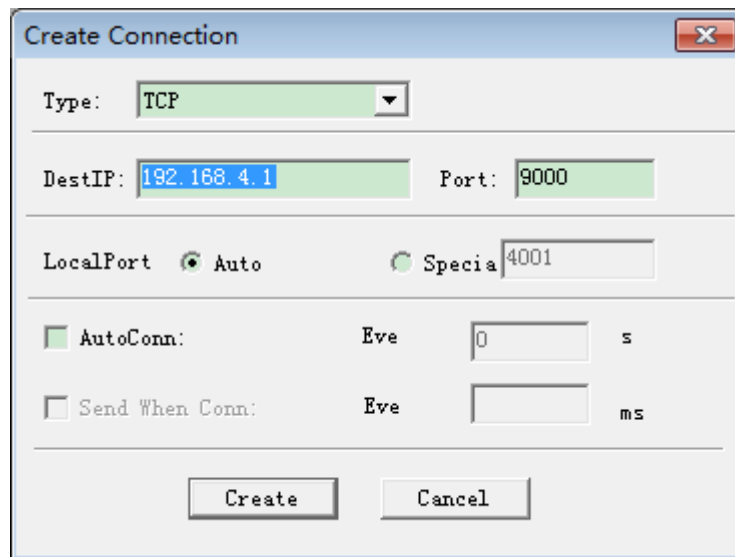 Create Connection
Type: TCP
DestIP: 192.168.4.1 Port: 9000
LocalPort Auto Specia 4001
AutoConn: Eve 0 s
Send When Conn: Eve ms
Create Cancel